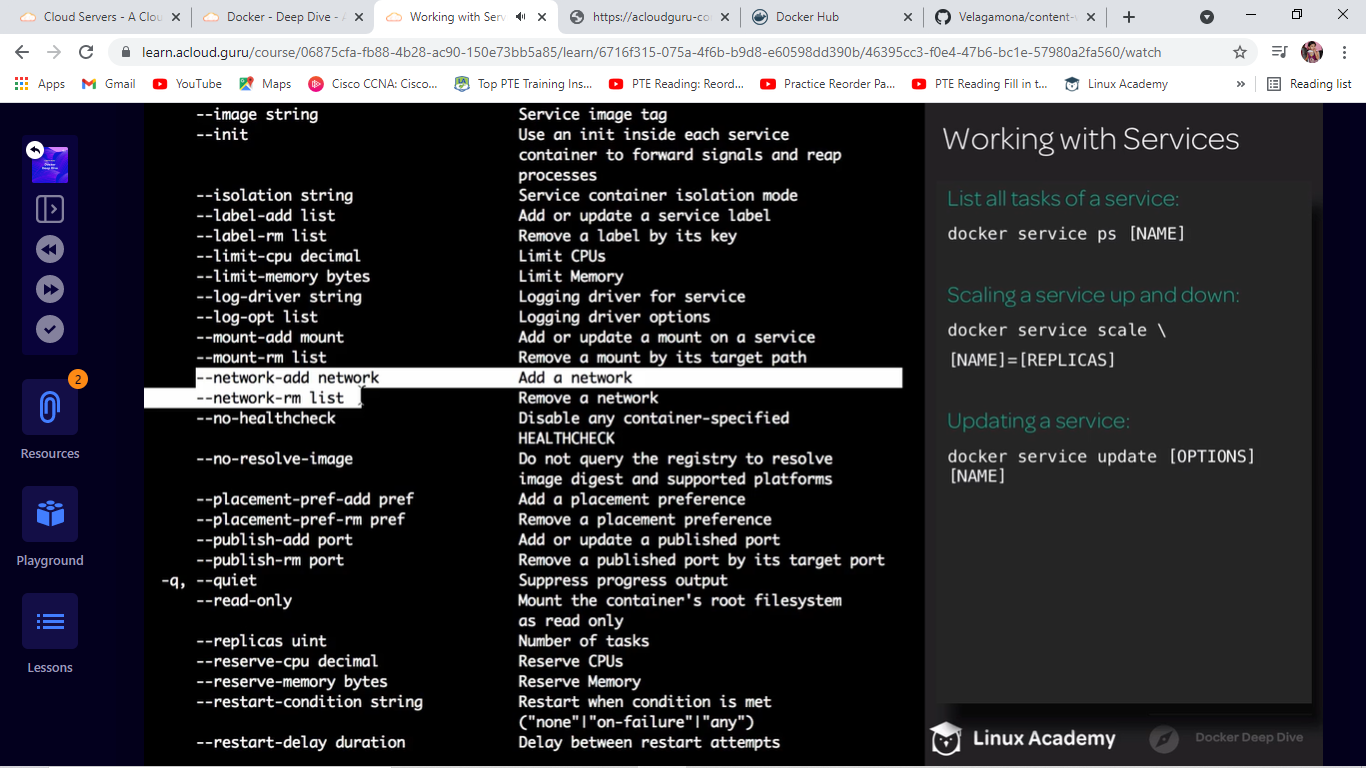 Cloud Servers - A Clou
Docker - Deep Dive - A
Working with Serv
https://acloudguru-co
Docker Hub
Velagamona/content-
learn.acloud.guru/course/06875cfa-fb88-4b28-ac90-150e73bb5a85/learn/6716f315-075a-4f6b-b9d8-e60598dd390b/46395cc3-f0e4-47b6-bc1e-57980a2fa560/watch
Apps
Gmail
YouTube
Maps
Cisco CCNA: Cisco...
Top PTE Training Ins...
PTE Reading: Reord...
Practice Reorder Pa...
PTE Reading Fill in t...
Linux Academy
»
Reading list
2
Resources
Playground
Lessons
--image string Service image tag
--init Use an init inside each service
container to forward signals and reap
processes
--isolation string Service container isolation mode
--label-add list Add or update a service label
--label-rm list Remove a label by its key
--limit-cpu decimal Limit CPUs
--limit-memory bytes Limit Memory
--log-driver string Logging driver for service
--log-opt list Logging driver options
--mount-add mount Add or update a mount on a service
--mount-rm list Remove a mount by its target path
--network-add network Add a network
--network-rm list Remove a network
--no-healthcheck Disable any container-specified
HEALTHCHECK
--no-resolve-image Do not query the registry to resolve
image digest and supported platforms
--placement-pref-add pref Add a placement preference
--placement-pref-rm pref Remove a placement preference
--publish-add port Add or update a published port
--publish-rm port Remove a published port by its target port
-q, --quiet Suppress progress output
--read-only Mount the container's root filesystem
as read only
--replicas uint Number of tasks
--reserve-cpu decimal Reserve CPUs
--reserve-memory bytes Reserve Memory
--restart-condition string Restart when condition is met
("none"|"on-failure"|"any")
--restart-delay duration Delay between restart attempts
Working with Services
List all tasks of a service:
docker service ps [NAME]
Scaling a service up and down:
docker service scale \
[NAME]=[REPLICAS]
Updating a service:
docker service update [OPTIONS]
[NAME]
Linux Academy
Docker Deep Dive